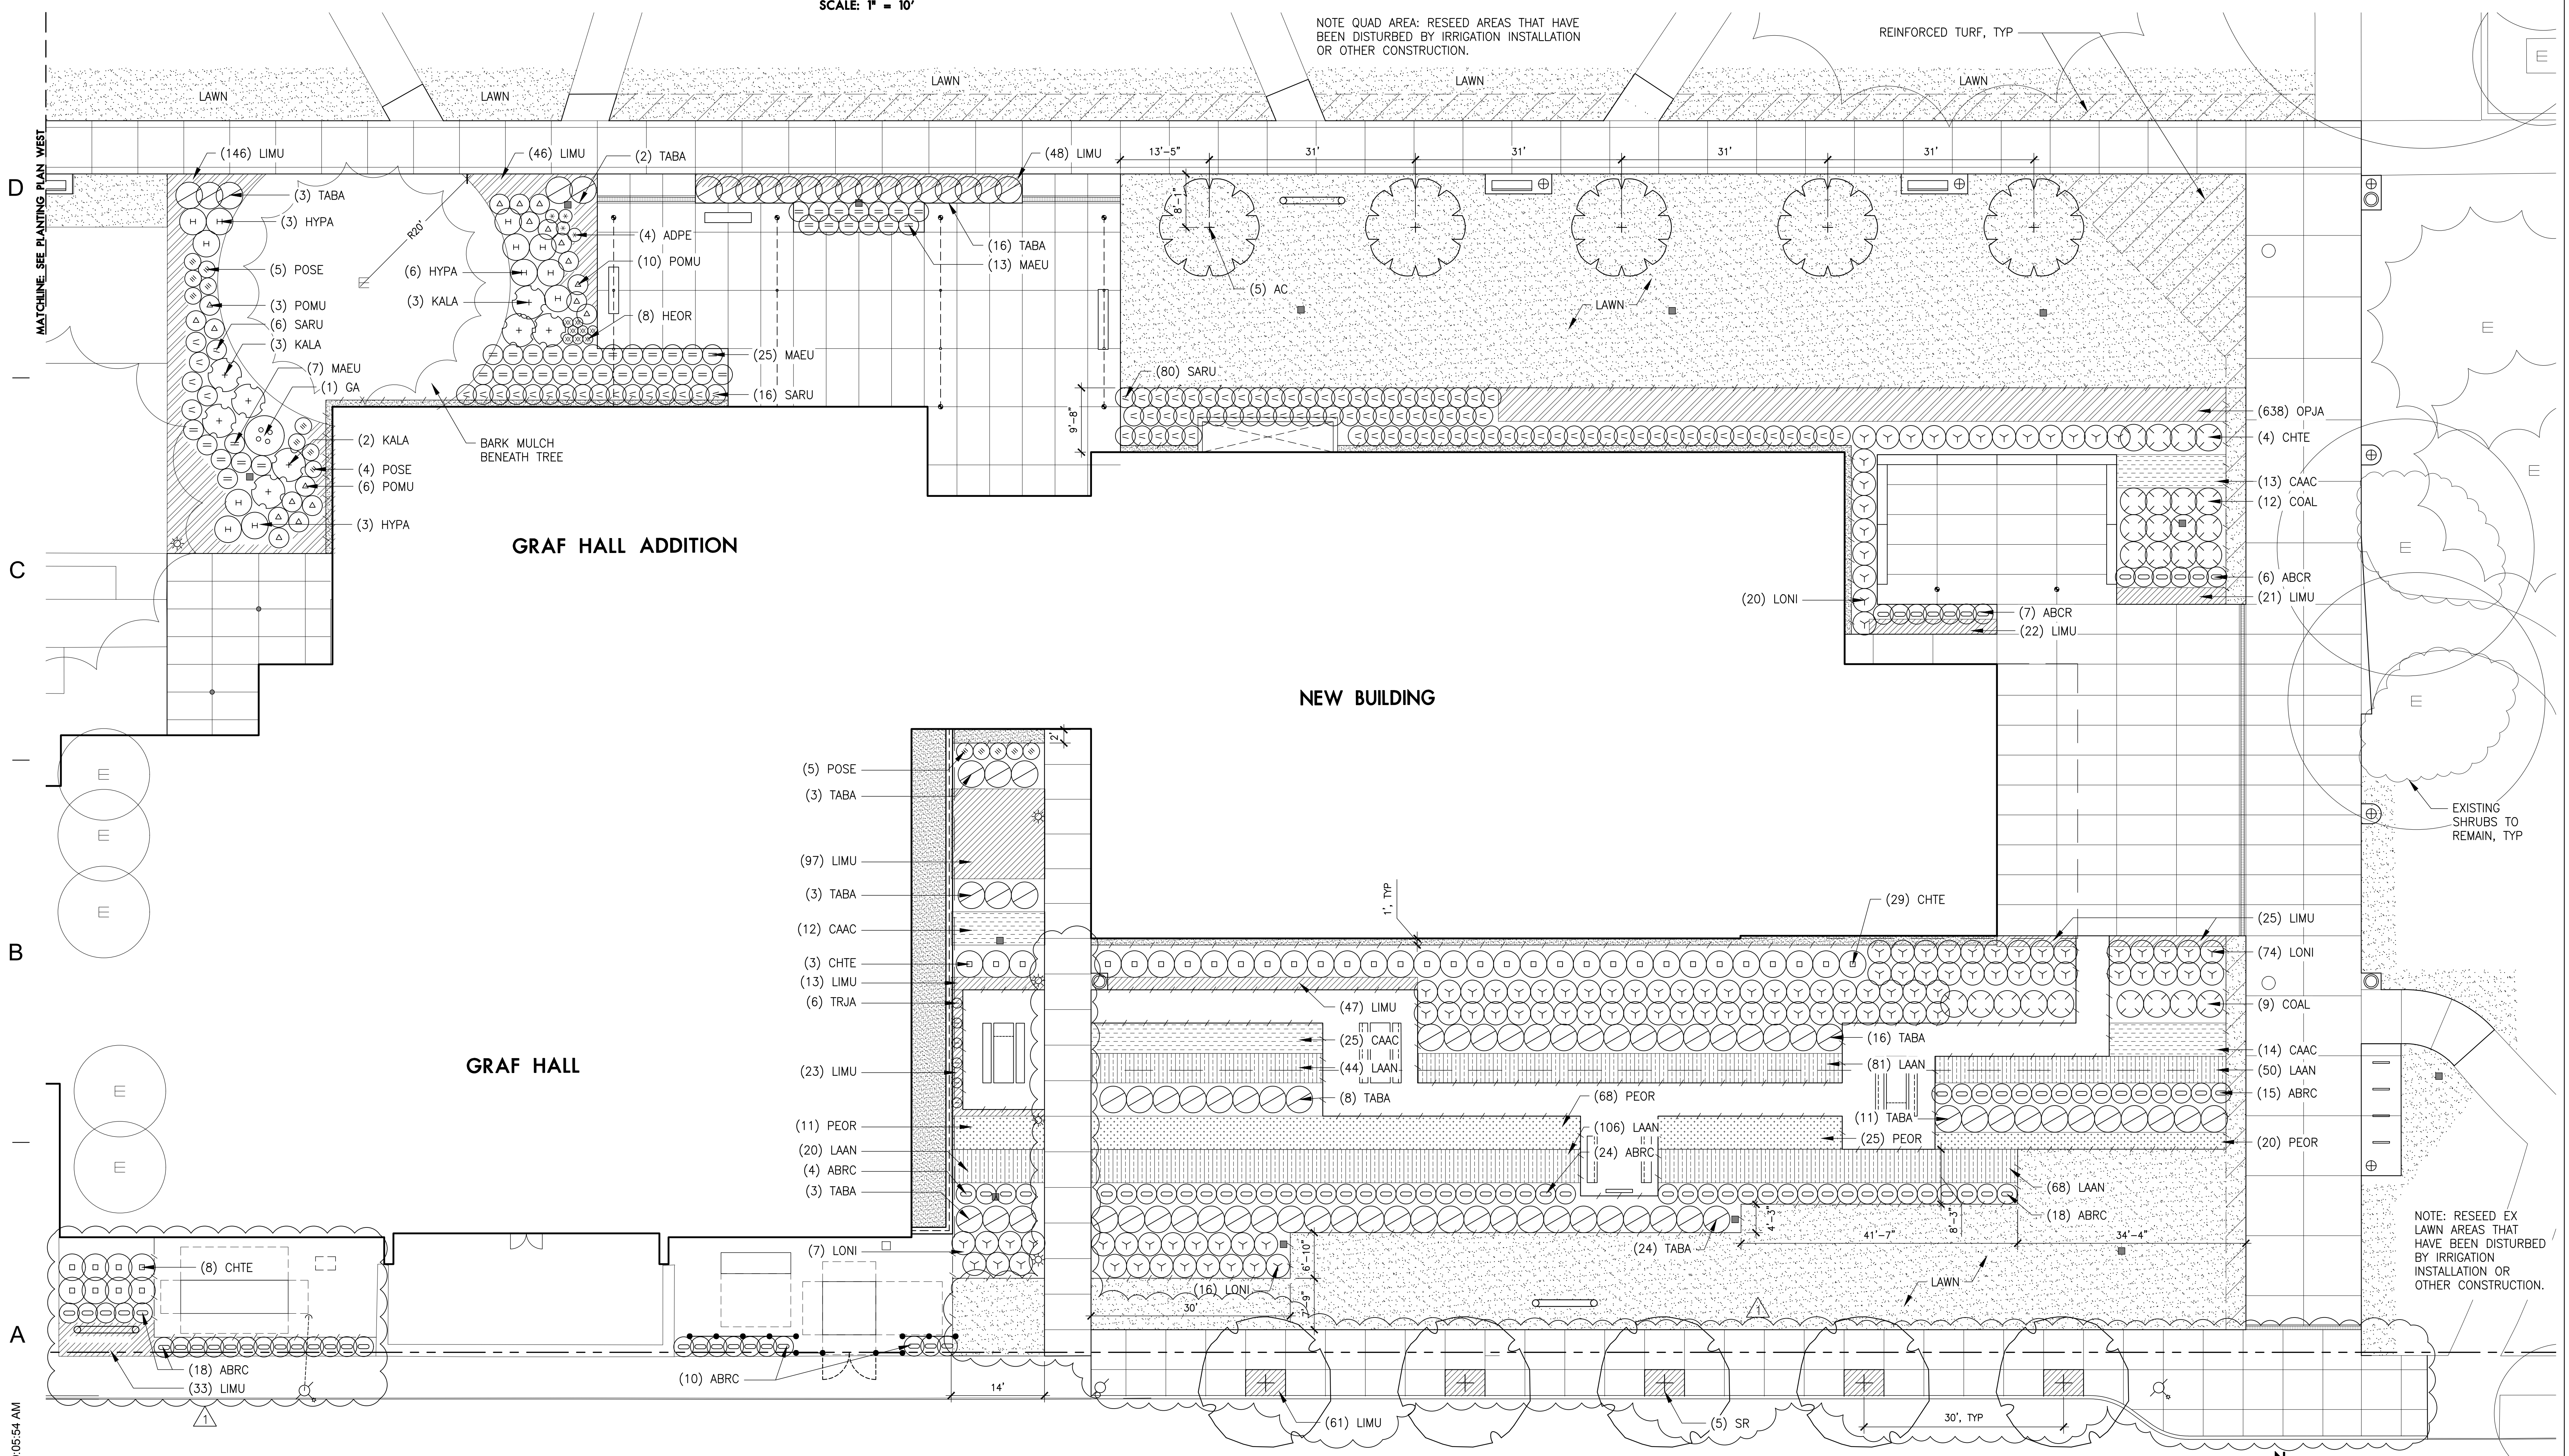 SCALE: 1" = 10'
NOTE QUAD AREA: RESEED AREAS THAT HAVE
BEEN DISTURBED BY IRRIGATION INSTALLATION
OR OTHER CONSTRUCTION.
REINFORCED TURF, TYP
LAWN
LAWN
LAWN
LAWN
LAWN
MATCHLINE: SEE PLANTING PLAN WEST
D
(146) LIMU
(46) LIMU
(2) TABA
(48) LIMU
13'-5"
31'
31'
31'
31'
8'-1"
(3) TABA
(3) HYPA
R20'
(4) ADPE
(16) TABA
(5) POSE
(6) HYPA
(10) POMU
(13) MAEU
(3) POMU
(3) KALA
(5) AC
LAWN
(6) SARU
(8) HEOR
(3) KALA
(7) MAEU
(25) MAEU
(1) GA
(80) SARU
(16) SARU
9'-8"
(638) OPJA
(2) KALA
BARK MULCH
BENEATH TREE
(4) CHTE
(4) POSE
(6) POMU
(13) CAAC
(12) COAL
(3) HYPA
GRAF HALL ADDITION
C
(6) ABCR
(20) LONI
(21) LIMU
(7) ABCR
(22) LIMU
NEW BUILDING
2'
(5) POSE
(3) TABA
EXISTING
SHRUBS TO
REMAIN, TYP
(97) LIMU
1', TYP
(3) TABA
(29) CHTE
(12) CAAC
(25) LIMU
B
(74) LONI
(3) CHTE
(13) LIMU
(6) TRJA
(47) LIMU
(9) COAL
(25) CAAC
(16) TABA
(14) CAAC
GRAF HALL
(23) LIMU
(44) LAAN
(81) LAAN
(50) LAAN
(8) TABA
(68) PEOR
(15) ABRC
(11) PEOR
(106) LAAN
(11) TABA
(25) PEOR
(20) PEOR
(20) LAAN
(24) ABRC
(4) ABRC
(68) LAAN
(3) TABA
(18) ABRC
4'-3"
8'-3"
NOTE: RESEED EX
LAWN AREAS THAT
HAVE BEEN DISTURBED
BY IRRIGATION
INSTALLATION OR
OTHER CONSTRUCTION.
(7) LONI
(24) TABA
41'-7"
34'-4"
6'-10"
(8) CHTE
(16) LONI
LAWN
30'
7'-9"
1
A
(18) ABRC
(33) LIMU
(10) ABRC
14'
1
(61) LIMU
(5) SR
30', TYP
:05:54 AM